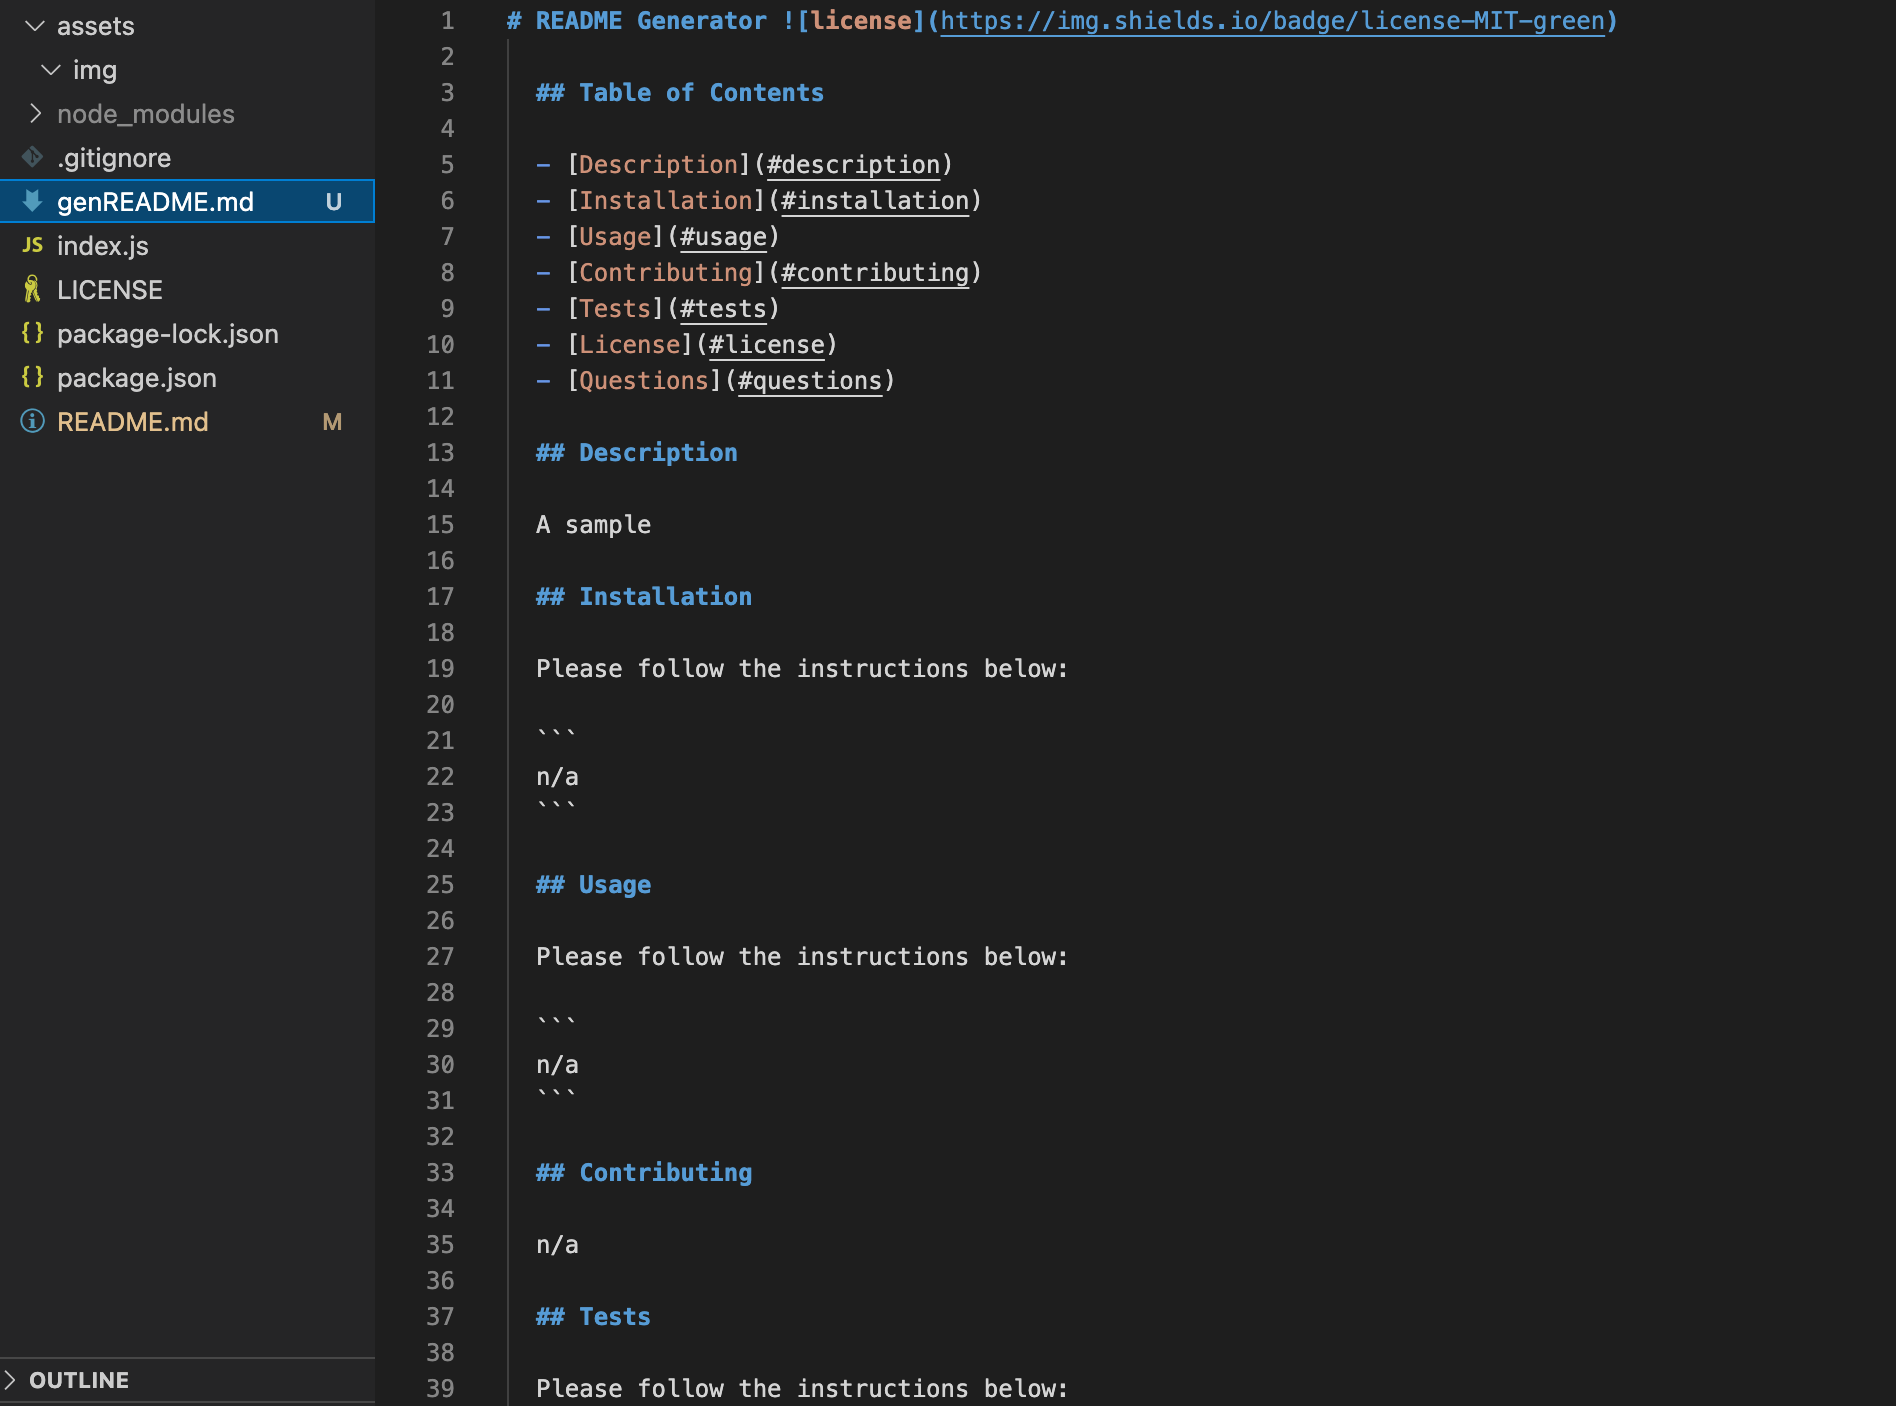 assets
img
node_modules
.gitignore
genREADME.md U
JS index.js
LICENSE
{} package-lock.json
{} package.json
README.md M
OUTLINE
1 # README Generator ![license](https://img.shields.io/badge/license-MIT-green)
2
3 ## Table of Contents
4
5 - [Description](#description)
6 - [Installation](#installation)
7 - [Usage](#usage)
8 - [Contributing](#contributing)
9 - [Tests](#tests)
10 - [License](#license)
11 - [Questions](#questions)
12
13 ## Description
14
15 A sample
16
17 ## Installation
18
19 Please follow the instructions below:
20
21 ```
22 n/a
23 ```
24
25 ## Usage
26
27 Please follow the instructions below:
28
29 ```
30 n/a
31 ```
32
33 ## Contributing
34
35 n/a
36
37 ## Tests
38
39 Please follow the instructions below: